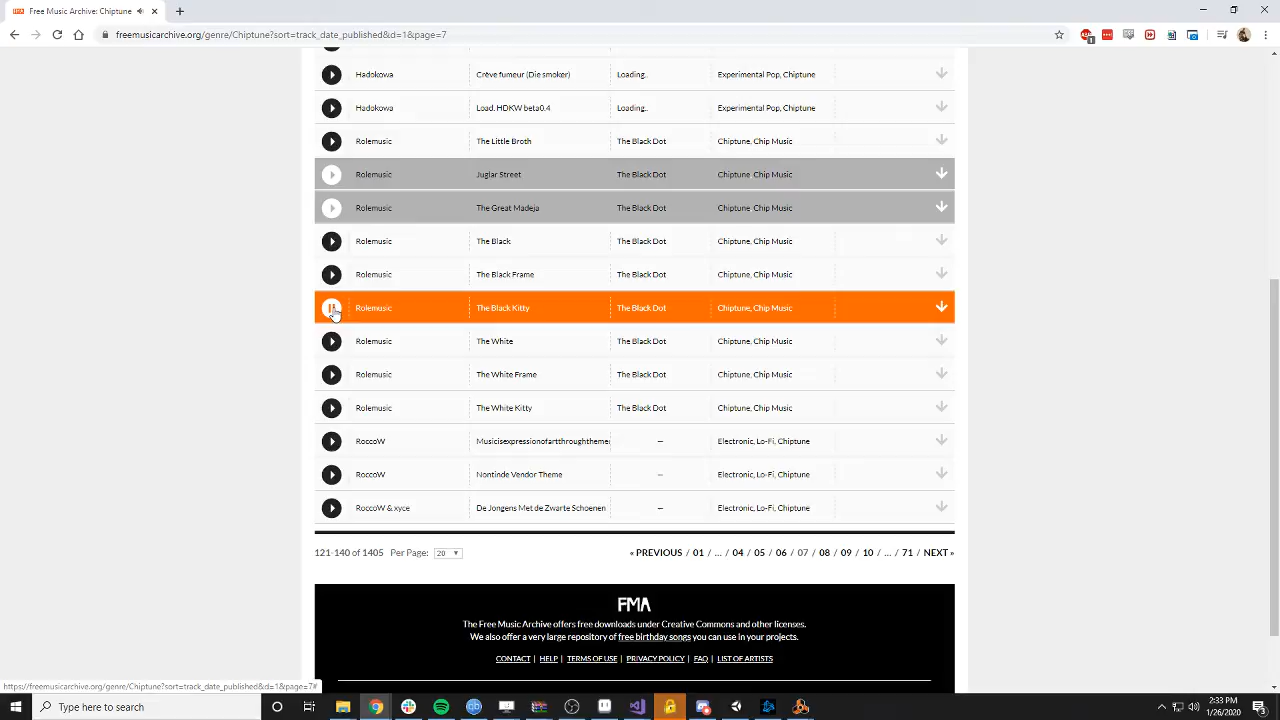 Free Music Archive: Chiptune
freemusicarchive.org/genre/Chiptune?sort=track_date_published&d=1&page=7
Hadokowa Crève fumeur (Die smoker) Loading.. Experimental Pop, Chiptune
Hadokowa Load. HDKW beta0.4 Loading.. Experimental Pop, Chiptune
Rolemusic The Little Broth The Black Dot Chiptune, Chip Music
Rolemusic Juglar Street The Black Dot Chiptune, Chip Music
Rolemusic The Great Madeja The Black Dot Chiptune, Chip Music
Rolemusic The Black The Black Dot Chiptune, Chip Music
Rolemusic The Black Frame The Black Dot Chiptune, Chip Music
Rolemusic The Black Kitty The Black Dot Chiptune, Chip Music
Rolemusic The White The Black Dot Chiptune, Chip Music
Rolemusic The White Frame The Black Dot Chiptune, Chip Music
Rolemusic The White Kitty The Black Dot Chiptune, Chip Music
RoccoW Musicisexpressionofartthroughtheme — Electronic, Lo-Fi, Chiptune
RoccoW Nontinde Vendor Theme — Electronic, Lo-Fi, Chiptune
RoccoW & xyce De Jongens Met de Zwarte Schoenen — Electronic, Lo-Fi, Chiptune
121-140 of 1405 Per Page: 20 « PREVIOUS / 01 / ... / 04 / 05 / 06 / 07 / 08 / 09 / 10 / ... / 71 / NEXT »
FMA
The Free Music Archive offers free downloads under Creative Commons and other licenses.
We also offer a very large repository of free birthday songs you can use in your projects.
CONTACT | HELP | TERMS OF USE | PRIVACY POLICY | FAQ | LIST OF ARTISTS
https://freemusicarchive.org/genre/Chiptune?sort=track_date_published&d=1&page=7#
Type here to search
2:33 PM
1/26/2020